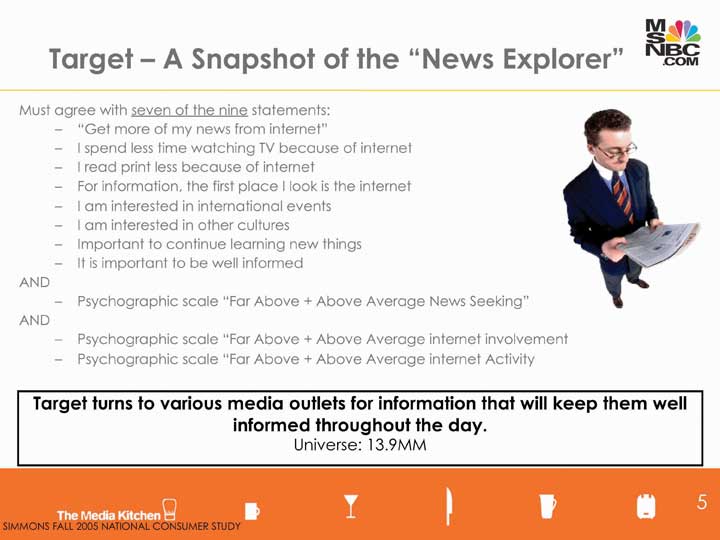 MSNBC.COM
Target – A Snapshot of the “News Explorer”
Must agree with seven of the nine statements:
– “Get more of my news from internet”
– I spend less time watching TV because of internet
– I read print less because of internet
– For information, the first place I look is the internet
– I am interested in international events
– I am interested in other cultures
– Important to continue learning new things
– It is important to be well informed
AND
– Psychographic scale “Far Above + Above Average News Seeking”
AND
– Psychographic scale “Far Above + Above Average internet involvement
– Psychographic scale “Far Above + Above Average internet Activity
Target turns to various media outlets for information that will keep them well
informed throughout the day.
Universe: 13.9MM
5
The Media Kitchen
SIMMONS FALL 2005 NATIONAL CONSUMER STUDY